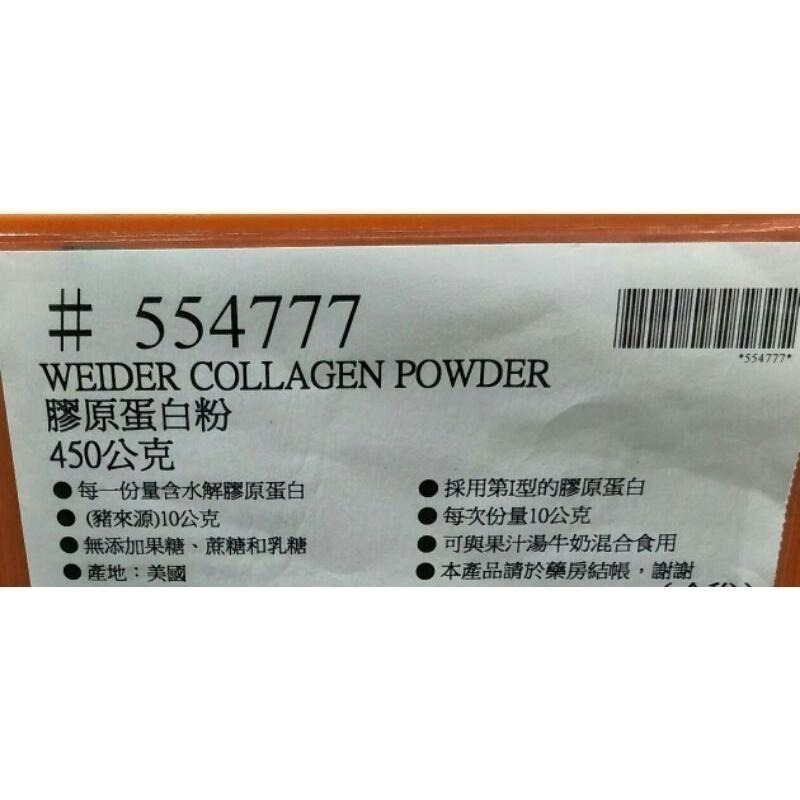 # 554777
*554777*
WEIDER COLLAGEN POWDER
膠原蛋白粉
450公克
●每一份量含水解膠原蛋白
●(豬來源)10公克
●無添加果糖、蔗糖和乳糖
●產地：美國
●採用第I型的膠原蛋白
●每次份量10公克
●可與果汁湯牛奶混合食用
●本產品請於藥房結帳，謝謝